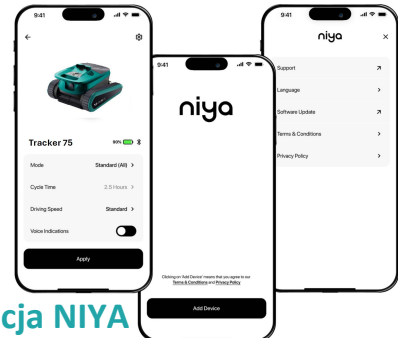 9:41
Tracker 75
90%
Mode
Standard (All)
Cycle Time
2.5 Hours
Driving Speed
Standard
Voice Indications
Apply
9:41
niya
Clicking on 'Add Device' means that you agree to our
Terms & Conditions and Privacy Policy
Add Device
9:41
niya
Support
Language
Software Update
Terms & Conditions
Privacy Policy
cja NIYA